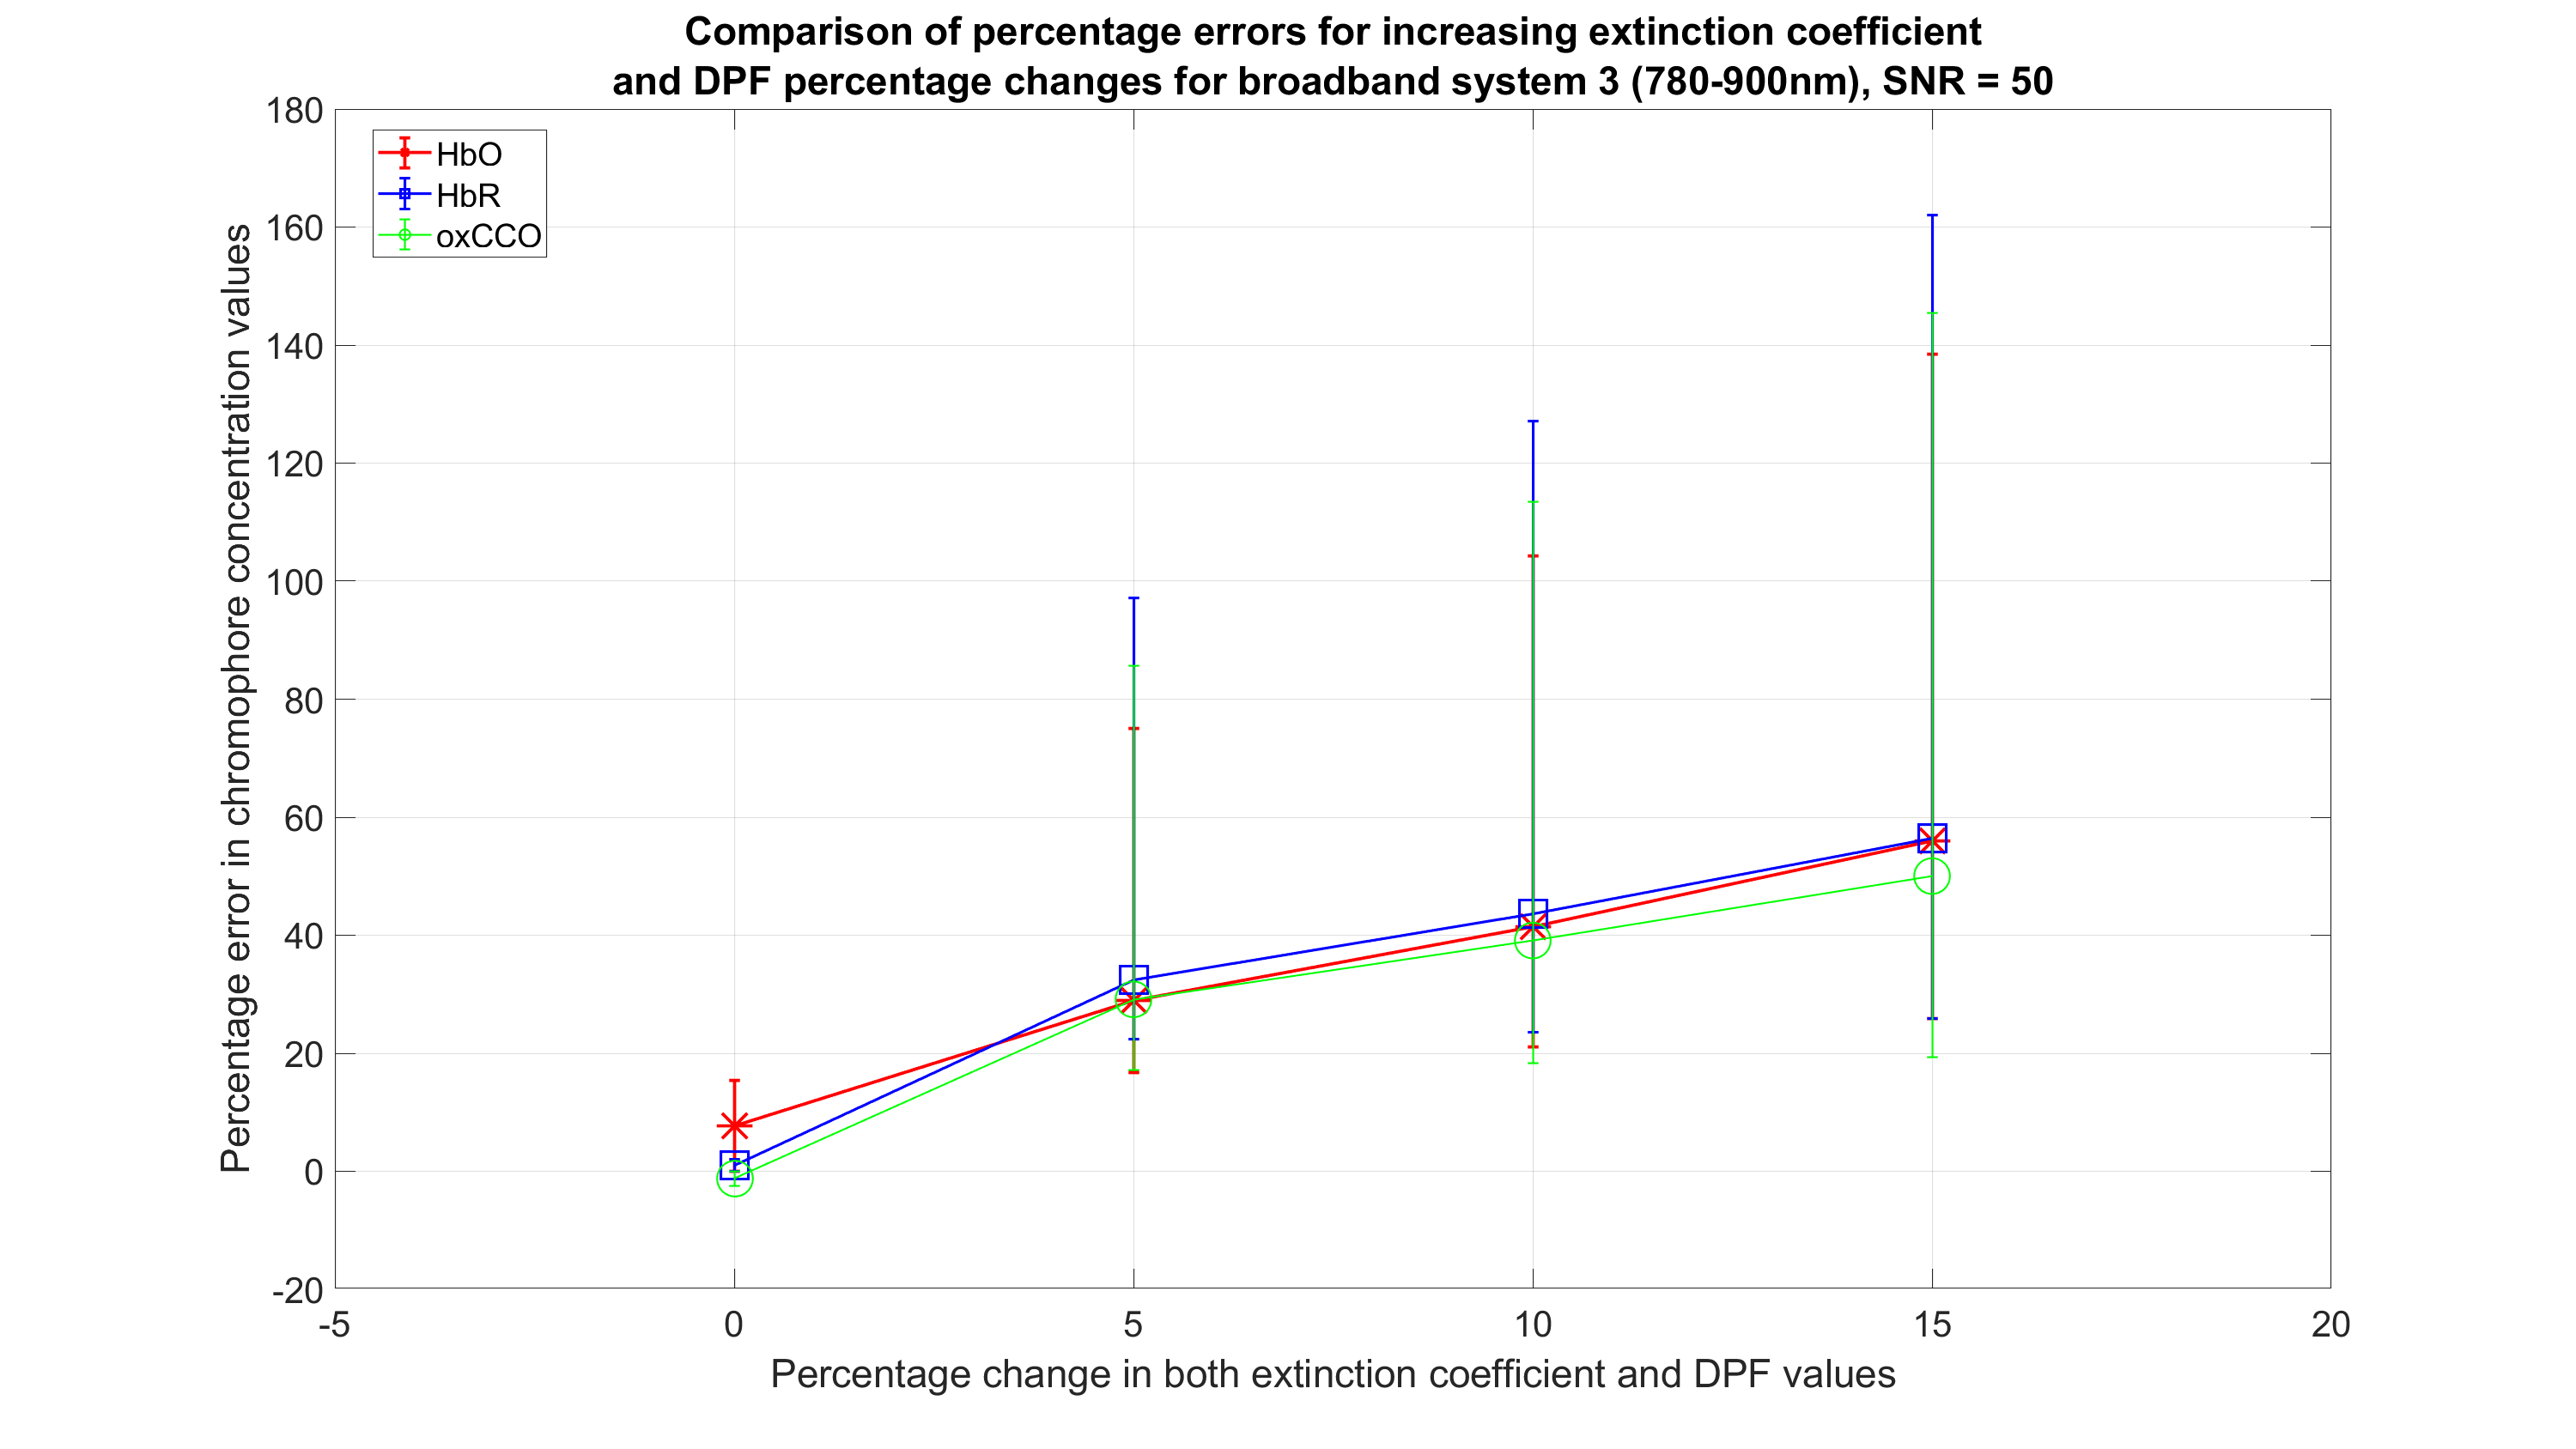 Comparison of percentage errors for increasing extinction coefficient
and DPF percentage changes for broadband system 3 (780-900nm), SNR = 50
HbO
HbR
oxCCO
Percentage error in chromophore concentration values
180
160
140
120
100
80
60
40
20
0
-20
-5
0
5
10
15
20
Percentage change in both extinction coefficient and DPF values